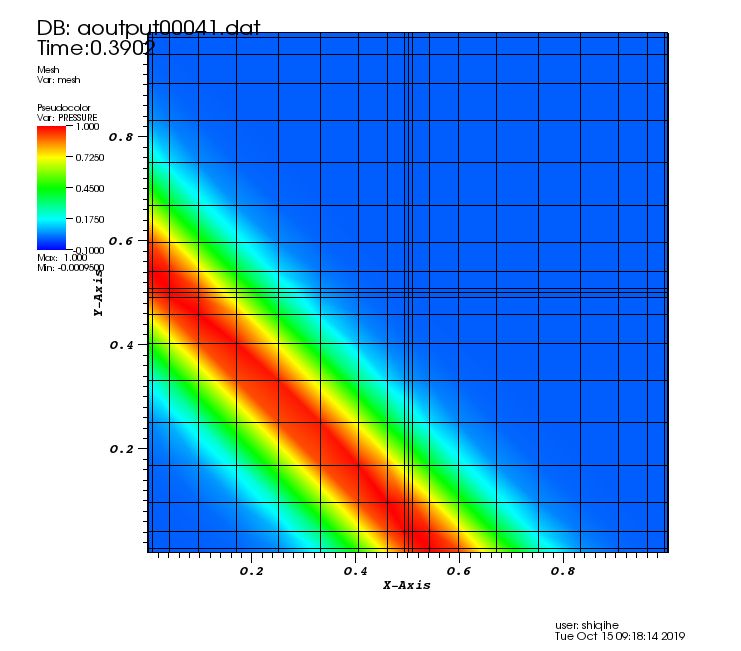 DB: aoutput00041.dat
Time:0.3902
Mesh
Var: mesh
Pseudocolor
Var: PRESSURE
1.000
0.7250
0.4500
0.1750
-0.1000
Max: 1.000
Min: -0.0009500
Y-Axis
0.8
0.6
0.4
0.2
0.2 0.4 0.6 0.8
X-Axis
user: shiqihe
Tue Oct 15 09:18:14 2019